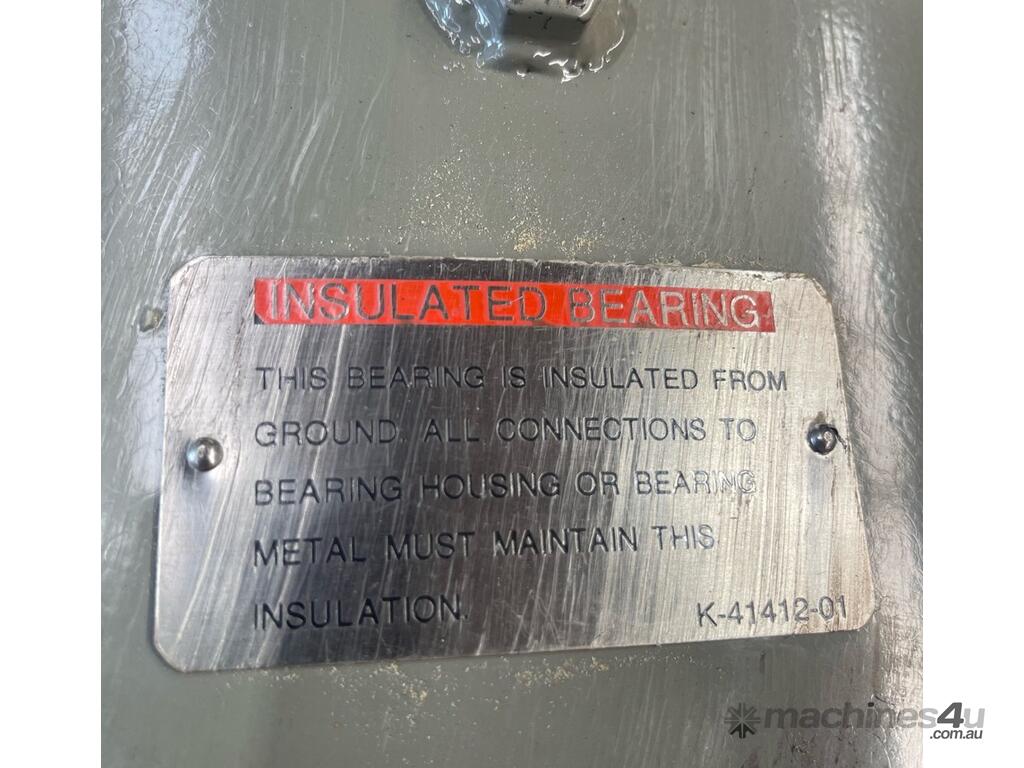 INSULATED BEARING
THIS BEARING IS INSULATED FROM
GROUND. ALL CONNECTIONS TO
BEARING HOUSING OR BEARING
METAL MUST MAINTAIN THIS
INSULATION.
K-41412-01
machines4u
.com.au